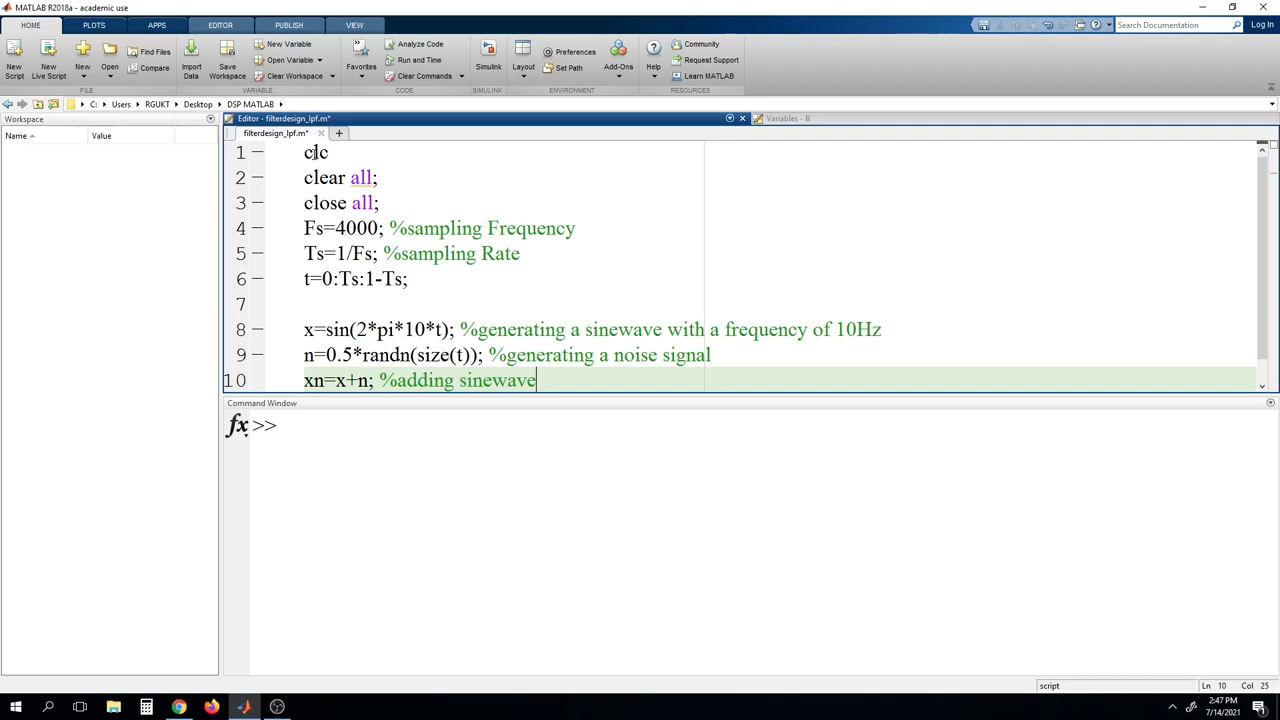 MATLAB R2018a - academic use
HOME PLOTS APPS EDITOR PUBLISH VIEW Search Documentation Log In
New Script New Live Script New Open Find Files Compare Import Data Save Workspace New Variable Open Variable Clear Workspace Favorites Analyze Code Run and Time Clear Commands Simulink Layout Preferences Set Path Add-Ons Help Community Request Support Learn MATLAB
FILE VARIABLE CODE SIMULINK ENVIRONMENT RESOURCES
C: Users RGUKT Desktop DSP MATLAB
Workspace
Name Value
Editor - filterdesign_lpf.m* Variables - B
filterdesign_lpf.m* +
1 clc
2 clear all;
3 close all;
4 Fs=4000; %sampling Frequency
5 Ts=1/Fs; %sampling Rate
6 t=0:Ts:1-Ts;
7
8 x=sin(2*pi*10*t); %generating a sinewave with a frequency of 10Hz
9 n=0.5*randn(size(t)); %generating a noise signal
10 xn=x+n; %adding sinewave
Command Window
fx >>
script Ln 10 Col 25
2:47 PM
7/14/2021